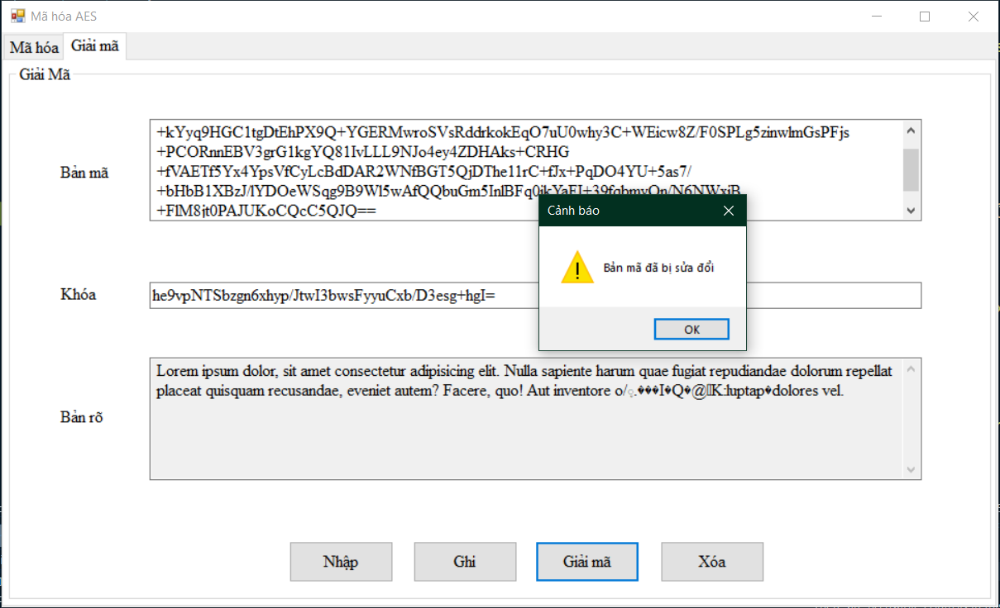 Mã hóa AES
Mã hóa
Giải mã
Giải Mã
Bản mã
+kYyq9HGC1tgDtEhPX9Q+YGERMwroSVsRddrkokEqO7uU0why3C+WEicw8Z/F0SPLg5zinwlmGsPFjs
+PCORnnEBV3grG1kgYQ81IvLLL9NJo4ey4ZDHAks+CRHG
+fVAETf5Yx4YpsVfCyLcBdDAR2WNfBGT5QjDThe11rC+fJx+PqDO4YU+5as7/
+bHbB1XBzJ/lYDOeWSqg9B9Wl5wAfQQbuGm5InlBFq0ikYaEI+39fqbmyOn/N6NWxiB
+FlM8jt0PAJUKoCQcC5QJQ==
Cảnh báo
Bản mã đã bị sửa đổi
OK
Khóa
he9vpNTSbzgn6xhyp/JtwI3bwsFyyuCxb/D3esg+hgI=
Bản rõ
Lorem ipsum dolor, sit amet consectetur adipisicing elit. Nulla sapiente harum quae fugiat repudiandae dolorum repellat
placeat quisquam recusandae, eveniet autem? Facere, quo! Aut inventore o/.���I�Q�@K:luptap�dolores vel.
Nhập
Ghi
Giải mã
Xóa